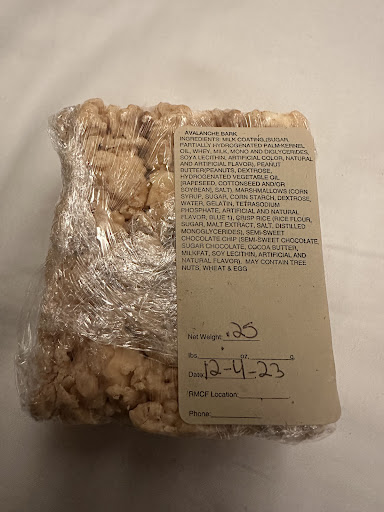 AVALANCHE BARK
INGREDIENTS: MILK COATING (SUGAR,
PARTIALLY HYDROGENATED PALM-KERNEL
OIL, WHEY, MILK, MONO AND DIGLYCERIDES,
SOYA LECITHIN, ARTIFICIAL COLOR, NATURAL
AND ARTIFICIAL FLAVOR), PEANUT
BUTTER(PEANUTS, DEXTROSE,
HYDROGENATED VEGETABLE OIL
(RAPESEED, COTTONSEED AND/OR
SOYBEAN), SALT), MARSHMALLOWS (CORN
SYRUP, SUGAR, CORN STARCH, DEXTROSE,
WATER, GELATIN, TETRASODIUM
PHOSPHATE, ARTIFICIAL AND NATURAL
FLAVOR, BLUE 1), CRISP RICE (RICE FLOUR,
SUGAR, MALT EXTRACT, SALT, DISTILLED
MONOGLYCERIDES), SEMI-SWEET
CHOCOLATE CHIP (SEMI-SWEET CHOCOLATE,
SUGAR CHOCOLATE, COCOA BUTTER,
MILKFAT, SOY LECITHIN, ARTIFICIAL AND
NATURAL FLAVOR). MAY CONTAIN TREE
NUTS, WHEAT & EGG
Net Weight: .25
lbs. oz. g
Date: 12-4-23
RMCF Location:
Phone: